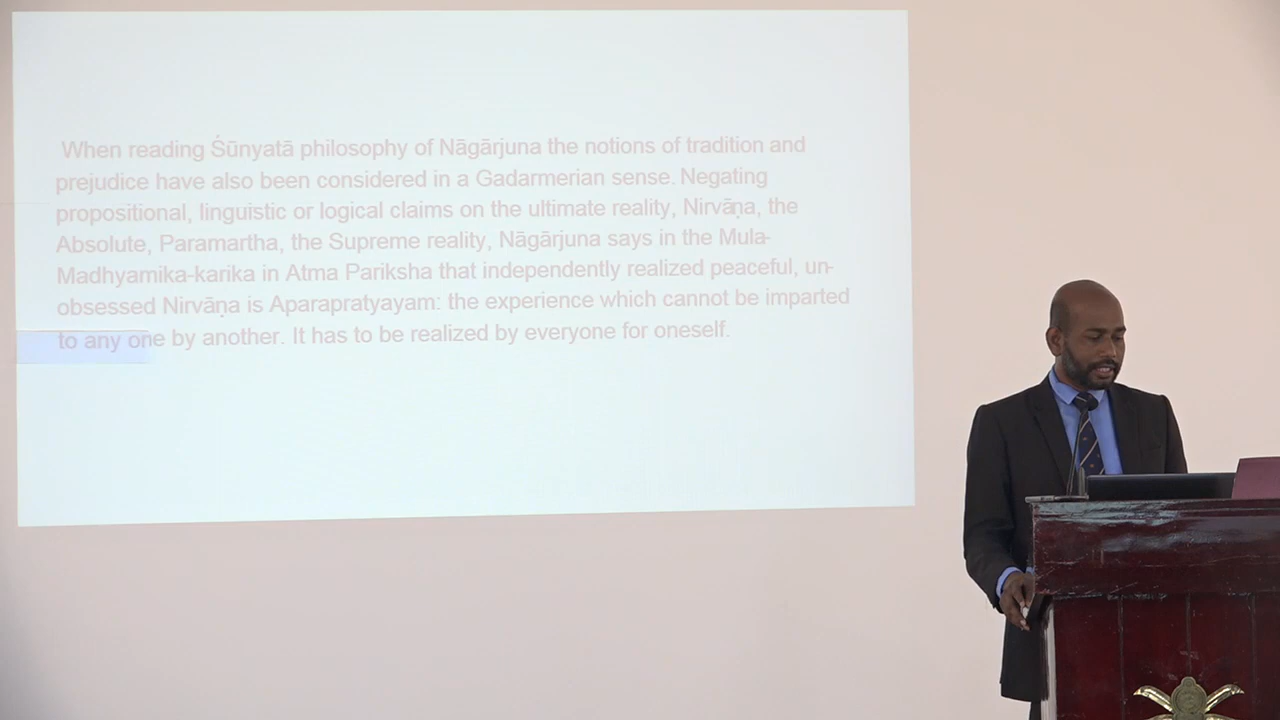 When reading Ṡūnyatā philosophy of Nāgārjuna the notions of tradition and
prejudice have also been considered in a Gadarmerian sense. Negating
propositional, linguistic or logical claims on the ultimate reality, Nirvāṇa, the
Absolute, Paramartha, the Supreme reality, Nāgārjuna says in the Mula-
Madhyamika-karika in Atma Pariksha that independently realized peaceful, un-
obsessed Nirvāṇa is Aparapratyayam: the experience which cannot be imparted
to any one by another. It has to be realized by everyone for oneself.